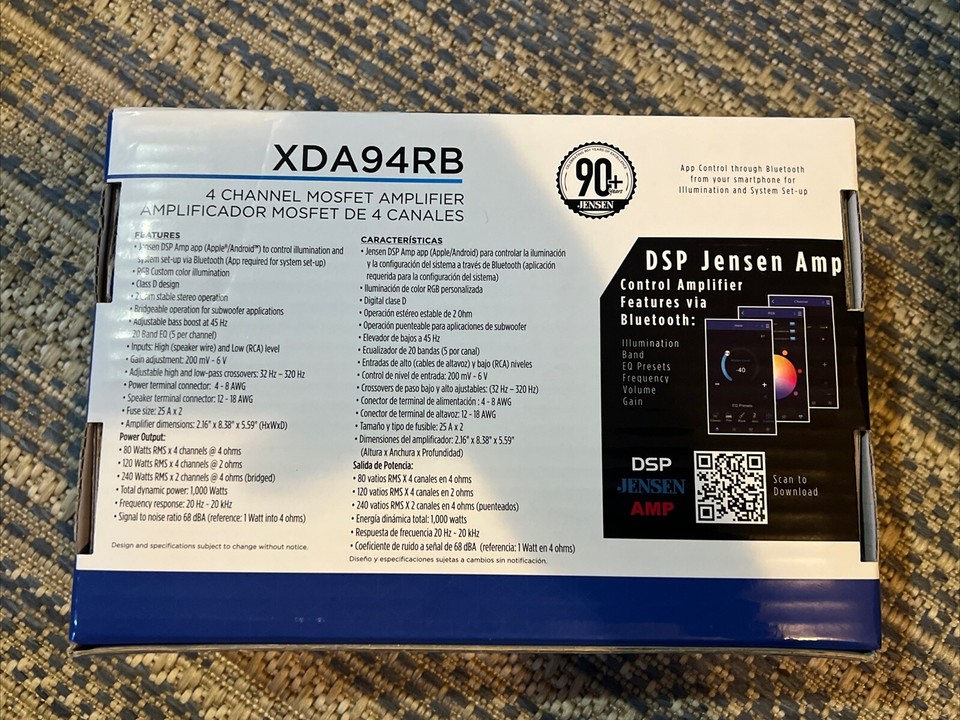 XDA94RB
4 CHANNEL MOSFET AMPLIFIER
AMPLIFICADOR MOSFET DE 4 CANALES
CELEBRATING 90+ YEARS OF EXCELLENCE
90+
Years
JENSEN
App Control through Bluetooth
from your smartphone for
Illumination and System Set-up
FEATURES
• Jensen DSP Amp app (Apple®/Android™) to control illumination and
system set-up via Bluetooth (App required for system set-up)
• RGB Custom color illumination
• Class D design
• 2 Ohm stable stereo operation
• Bridgeable operation for subwoofer applications
• Adjustable bass boost at 45 Hz
• 20 Band EQ (5 per channel)
• Inputs: High (speaker wire) and Low (RCA) level
• Gain adjustment: 200 mV - 6 V
• Adjustable high and low-pass crossovers: 32 Hz – 320 Hz
• Power terminal connector: 4 - 8 AWG
• Speaker terminal connector: 12 - 18 AWG
• Fuse size: 25 A x 2
• Amplifier dimensions: 2.16" x 8.38" x 5.59" (HxWxD)
Power Output:
• 80 Watts RMS x 4 channels @ 4 ohms
• 120 Watts RMS x 4 channels @ 2 ohms
• 240 Watts RMS x 2 channels @ 4 ohms (bridged)
• Total dynamic power: 1,000 Watts
• Frequency response: 20 Hz - 20 kHz
• Signal to noise ratio 68 dBA (reference: 1 Watt into 4 ohms)
Design and specifications subject to change without notice.
CARACTERÍSTICAS
• Jensen DSP Amp app (Apple/Android) para controlar la iluminación
y la configuración del sistema a través de Bluetooth (aplicación
requerida para la configuración del sistema)
• Iluminación de color RGB personalizada
• Digital clase D
• Operación estéreo estable de 2 Ohm
• Operación puenteable para aplicaciones de subwoofer
• Elevador de bajos a 45 Hz
• Ecualizador de 20 bandas (5 por canal)
• Entradas de alto (cables de altavoz) y bajo (RCA) niveles
• Control de nivel de entrada: 200 mV - 6 V
• Crossovers de paso bajo y alto ajustables: (32 Hz – 320 Hz)
• Conector de terminal de alimentación : 4 - 8 AWG
• Conector de terminal de altavoz: 12 - 18 AWG
• Tamaño y tipo de fusible: 25 A x 2
• Dimensiones del amplificador: 2.16" x 8.38" x 5.59"
(Altura x Anchura x Profundidad)
Salida de Potencia:
• 80 vatios RMS X 4 canales en 4 ohms
• 120 vatios RMS X 4 canales en 2 ohms
• 240 vatios RMS X 2 canales en 4 ohms (puenteados)
• Energía dinámica total: 1,000 watts
• Respuesta de frecuencia 20 Hz - 20 kHz
• Coeficiente de ruido a señal de 68 dBA (referencia: 1 Watt en 4 ohms)
Diseño y especificaciones sujetas a cambios sin notificación.
DSP Jensen Amp
Control Amplifier
Features via
Bluetooth:
Illumination
Band
EQ Presets
Frequency
Volume
Gain
-40
EQ Presets
DSP
JENSEN
AMP
Scan to
Download